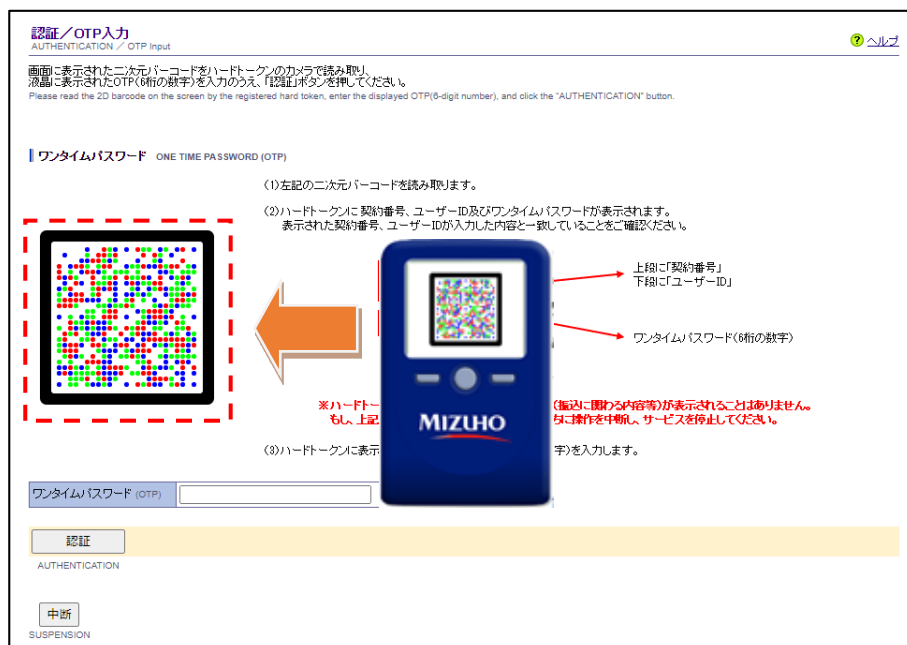 認証／OTP入力
AUTHENTICATION ／ OTP Input
? ヘルプ
画面に表示された二次元バーコードをハードトークンのカメラで読み取り、
液晶に表示されたOTP(6桁の数字)を入力のうえ、「認証」ボタンを押してください。
Please read the 2D barcode on the screen by the registered hard token, enter the displayed OTP(6-digit number), and click the "AUTHENTICATION" button.
ワンタイムパスワード ONE TIME PASSWORD (OTP)
(1)左記の二次元バーコードを読み取ります。
(2)ハードトークンに契約番号、ユーザーID及びワンタイムパスワードが表示されます。
表示された契約番号、ユーザーIDが入力した内容と一致していることをご確認ください。
上段に「契約番号」
下段に「ユーザーID」
ワンタイムパスワード(6桁の数字)
※ハードトー (振込に関わる内容等)が表示されることはありません。
もし、上記 ちに操作を中断し、サービスを停止してください。
MIZUHO
(3)ハードトークンに表示 字)を入力します。
ワンタイムパスワード (OTP)
認証
AUTHENTICATION
中断
SUSPENSION